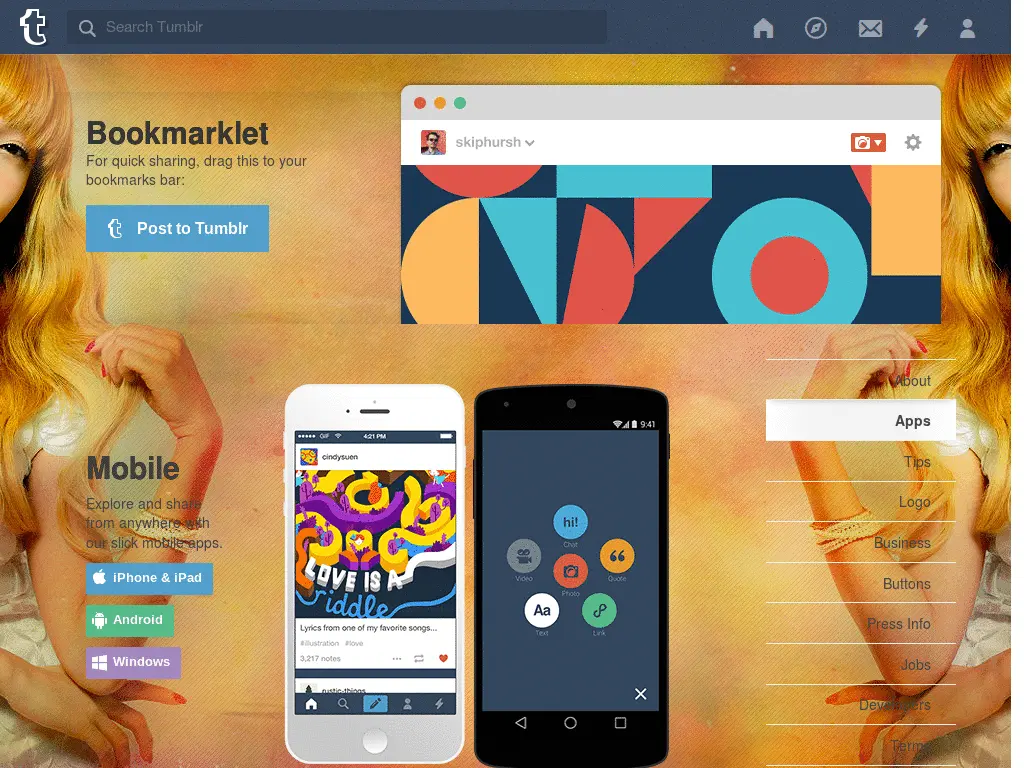 Search Tumblr
Bookmarklet
For quick sharing, drag this to your
bookmarks bar:
Post to Tumblr
skiphursh
About
Apps
Tips
Logo
Business
Buttons
Press Info
Jobs
Developers
Terms
Mobile
Explore and share
from anywhere with
our slick mobile apps.
iPhone & iPad
Android
Windows
GIF 4:21 PM
cindysuen
LOVE IS A
riddle
Lyrics from one of my favorite songs...
#illustration #love
3,217 notes
rustic-things
9:41
hi!
Chat
Video
Quote
Photo
Aa
Text
Link